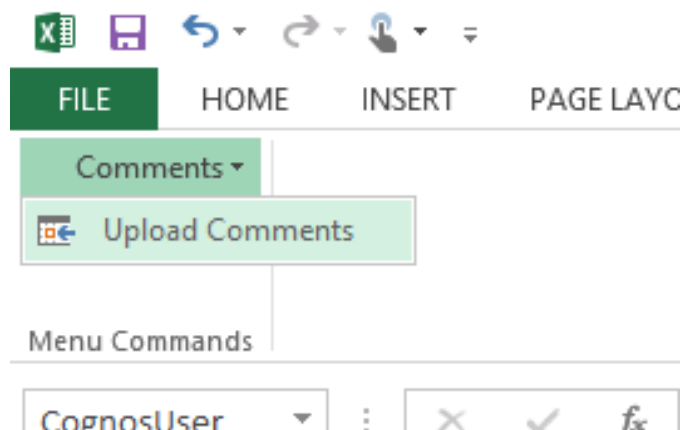 FILE HOME INSERT PAGE LAYO
Comments
Upload Comments
Menu Commands
CognosUser fx